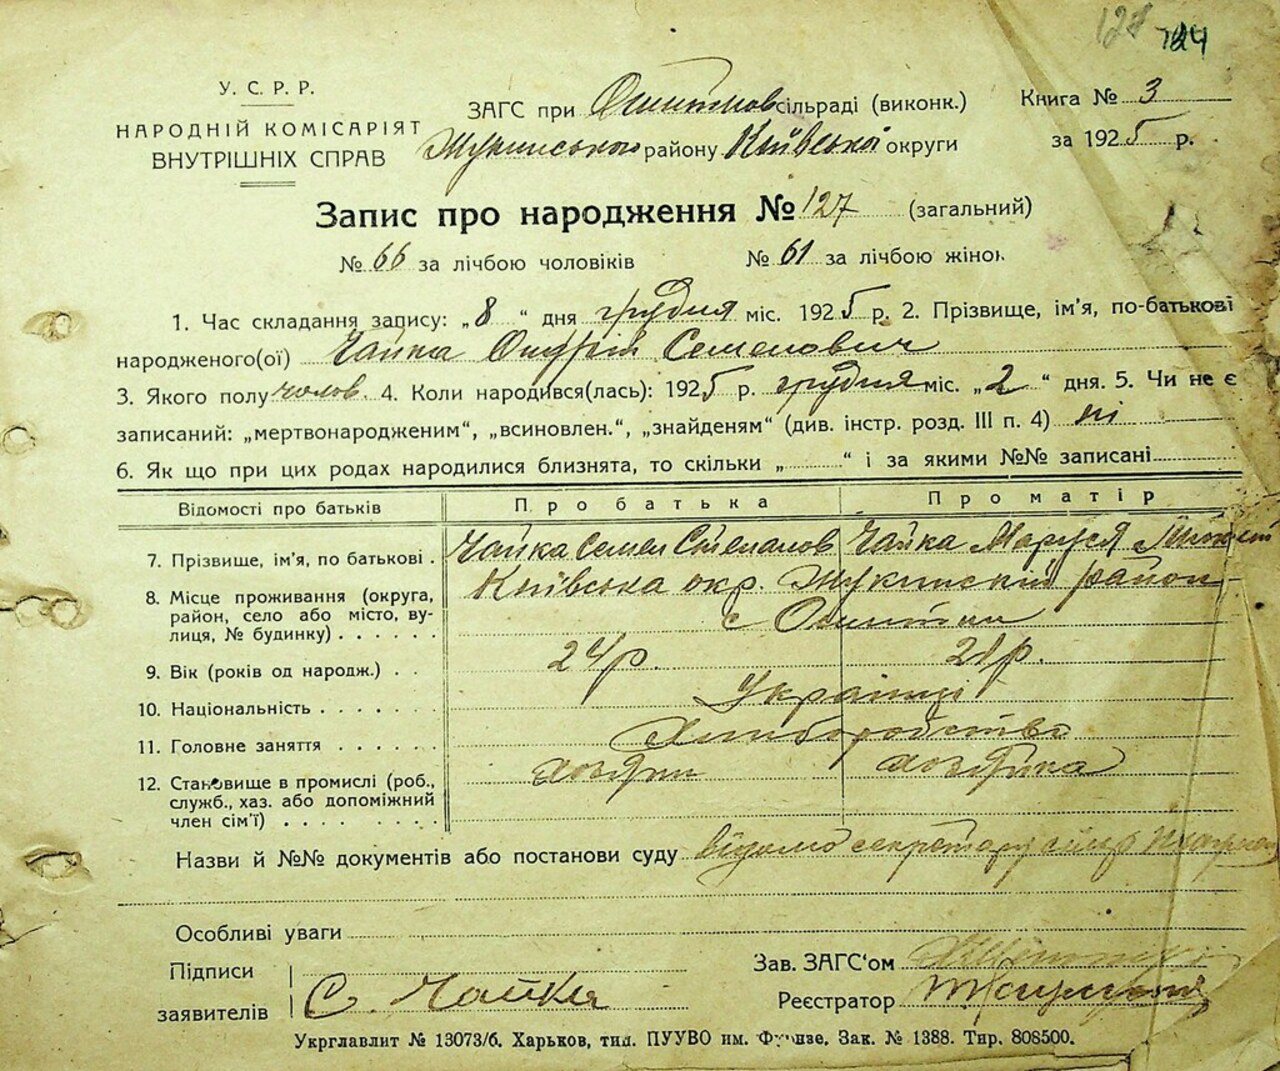 124
У. С. Р. Р.
НАРОДНІЙ КОМІСАРІЯТ
ВНУТРІШНІХ СПРАВ
ЗАГС при сільраді (виконк.)
Жукинського району Київської округи
Книга № 3
за 1925 р.
Запис про народження № 127 (загальний)
№ 66 за лічбою чоловіків № 61 за лічбою жінок
1. Час складання запису: „8“ дня грудня міс. 1925 р. 2. Прізвище, ім'я, по-батькові
народженого(ої) Чайка Семенович
3. Якого полу чолов. 4. Коли народився(лась): 1925 р. грудня міс. „2“ дня. 5. Чи не є
записаний: „мертвонародженим“, „всиновлен.“, „знайденям“ (див. інстр. розд. III п. 4) ні
6. Як що при цих родах народилися близнята, то скільки „ “ і за якими №№ записані
Відомості про батьків Про батька Про матір
7. Прізвище, ім'я, по батькові . Чайка Семен Степанов Чайка Маруся
8. Місце проживання (округа, район, село або місто, ву-
лиця, № будинку) . . . . . . Київська окр. Жукинский район
с
9. Вік (років од народж.) . . 24 р. 21 р.
10. Національність . . . . . . Українці
11. Головне заняття . . . . . . Хлибородство
12. Становище в промислі (роб.,
служб., хаз. або допоміжний
член сім'ї) . . . . . . . . хозяин хозяйка
Назви й №№ документів або постанови суду відомо секретарі
Особливі уваги
Підписи
заявителів С. Чайка
Зав. ЗАГС'ом
Реєстратор
Укрглавлит № 13073/6. Харьков, тип. ПУУВО им. Фрунзе. Зак. № 1388. Тир. 808500.